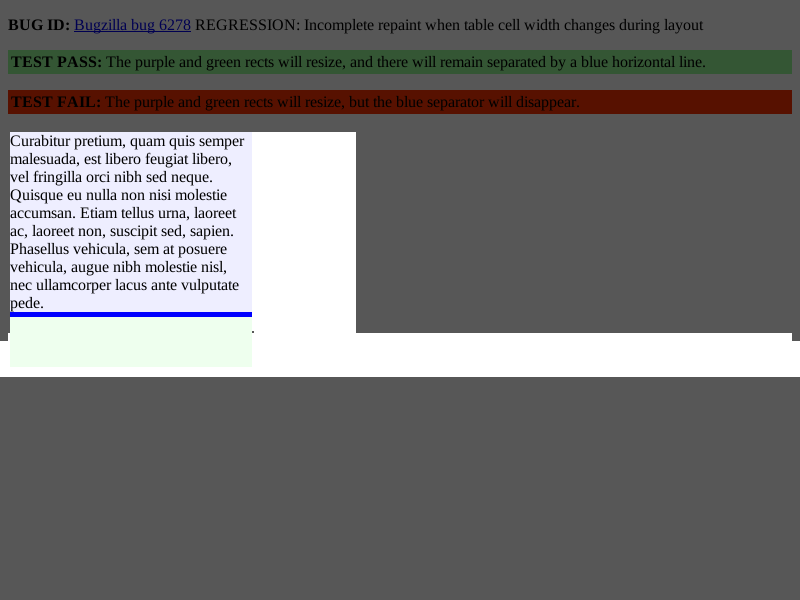 BUG ID: Bugzilla bug 6278 REGRESSION: Incomplete repaint when table cell width changes during layout
TEST PASS: The purple and green rects will resize, and there will remain separated by a blue horizontal line.
TEST FAIL: The purple and green rects will resize, but the blue separator will disappear.
Curabitur pretium, quam quis semper
malesuada, est libero feugiat libero,
vel fringilla orci nibh sed neque.
Quisque eu nulla non nisi molestie
accumsan. Etiam tellus urna, laoreet
ac, laoreet non, suscipit sed, sapien.
Phasellus vehicula, sem at posuere
vehicula, augue nibh molestie nisl,
nec ullamcorper lacus ante vulputate
pede.
.